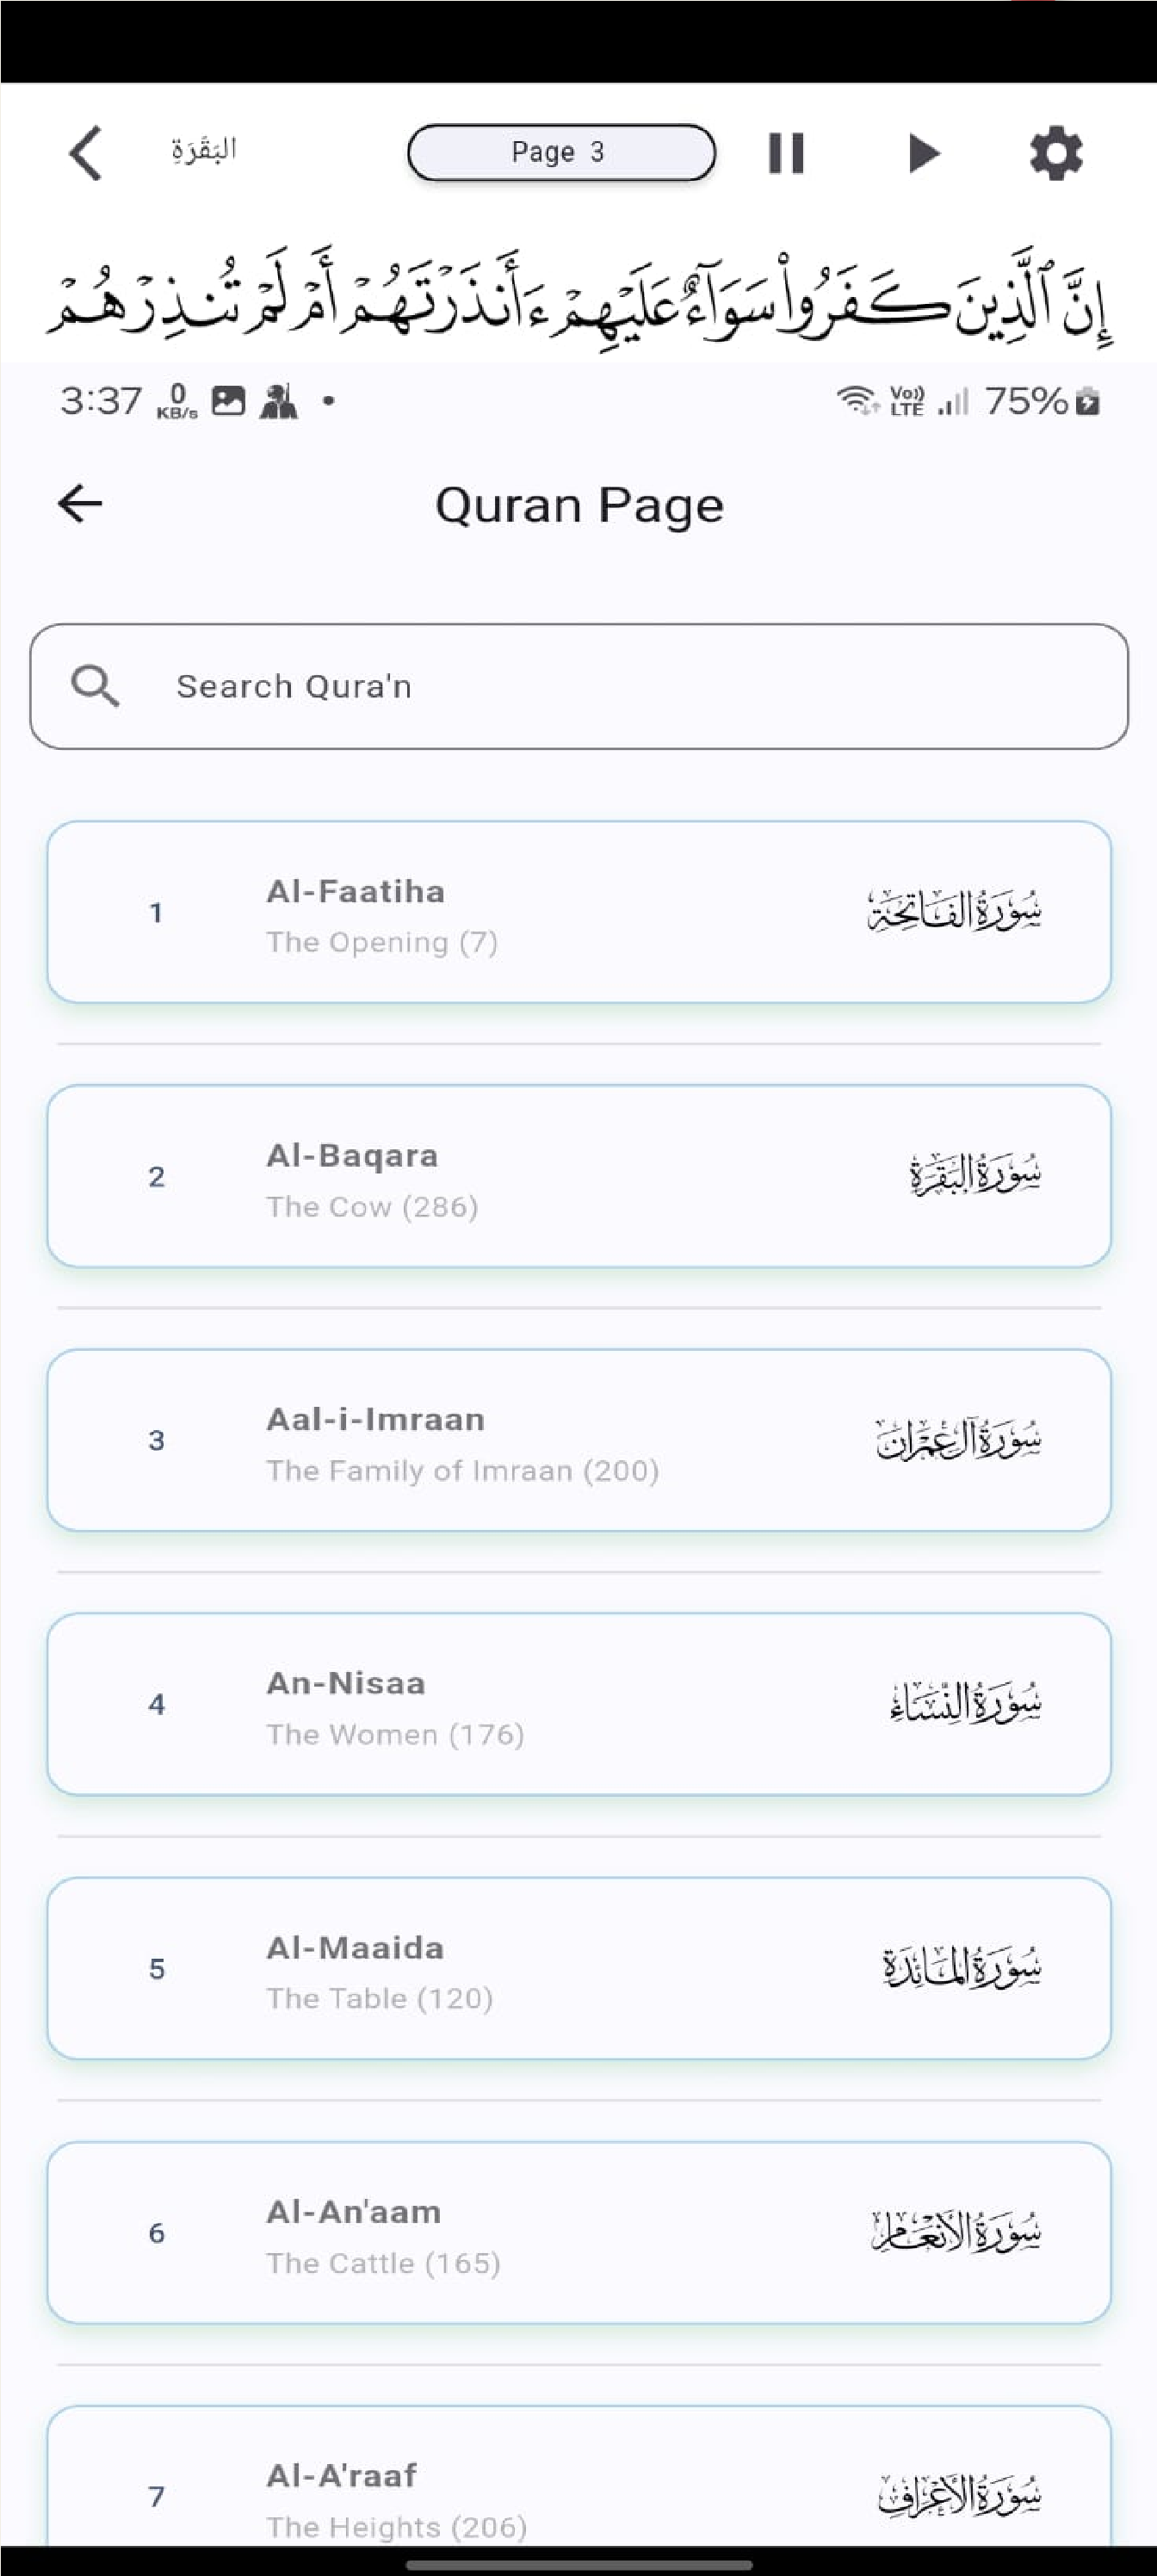 البَقَرَةِ
Page 3
إِنَّ ٱلَّذِينَ كَفَرُواْ سَوَآءٌ عَلَيْهِمْ ءَأَنذَرْتَهُمْ أَمْ لَمْ تُنذِرْهُمْ
3:37 0 KB/s Vo)) LTE 75%
Quran Page
Search Qura'n
1 Al-Faatiha سُورَةُ الفَاتِحَةِ
The Opening (7)
2 Al-Baqara سُورَةُ البَقَرَةِ
The Cow (286)
3 Aal-i-Imraan سُورَةُ آلِ عِمۡرَانَ
The Family of Imraan (200)
4 An-Nisaa سُورَةُ النِّسَاءِ
The Women (176)
5 Al-Maaida سُورَةُ المَائـِدَةِ
The Table (120)
6 Al-An'aam سُورَةُ الأَنۡعَامِ
The Cattle (165)
7 Al-A'raaf سُورَةُ الأَعۡرَافِ
The Heights (206)